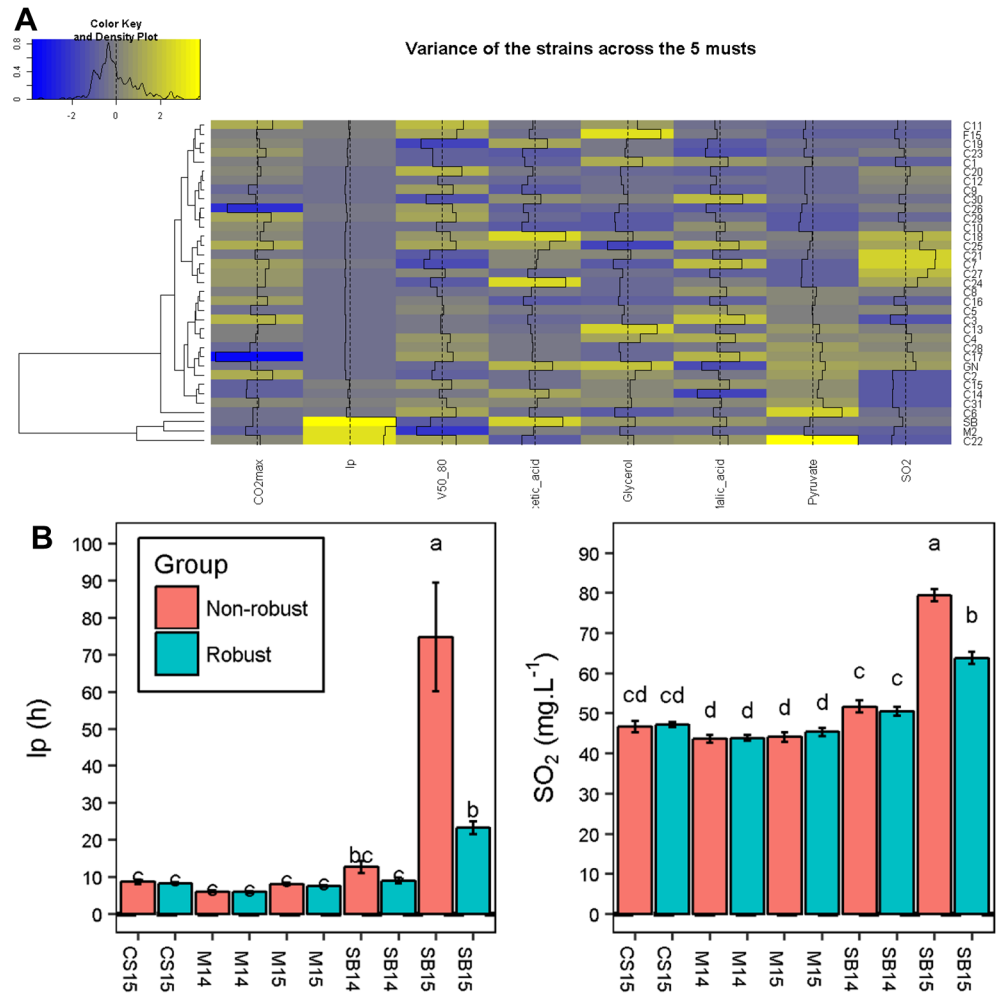 A
Color Key
and Density Plot
Variance of the strains across the 5 musts
0.8
0.4
0
-2
0
2
C11
F15
C19
C23
C1
C20
C12
C9
C30
C26
C29
C10
C18
C25
C21
C7
C27
C24
C8
C16
C5
C3
C13
C4
C28
C17
GN
C2
C15
C14
C31
C6
SB
M2
C22
CO2max
lp
V50_80
cetic_acid
Glycerol
Malic_acid
Pyruvate
SO2
B
lp (h)
100
90
80
70
60
50
40
30
20
10
0
Group
Non-robust
Robust
c
c
c
c
c
c
bc
c
a
b
CS15
CS15
M14
M14
M15
M15
SB14
SB14
SB15
SB15
SO₂ (mg.L⁻¹)
90
80
70
60
50
40
30
20
10
0
cd
cd
d
d
d
d
c
c
a
b
CS15
CS15
M14
M14
M15
M15
SB14
SB14
SB15
SB15